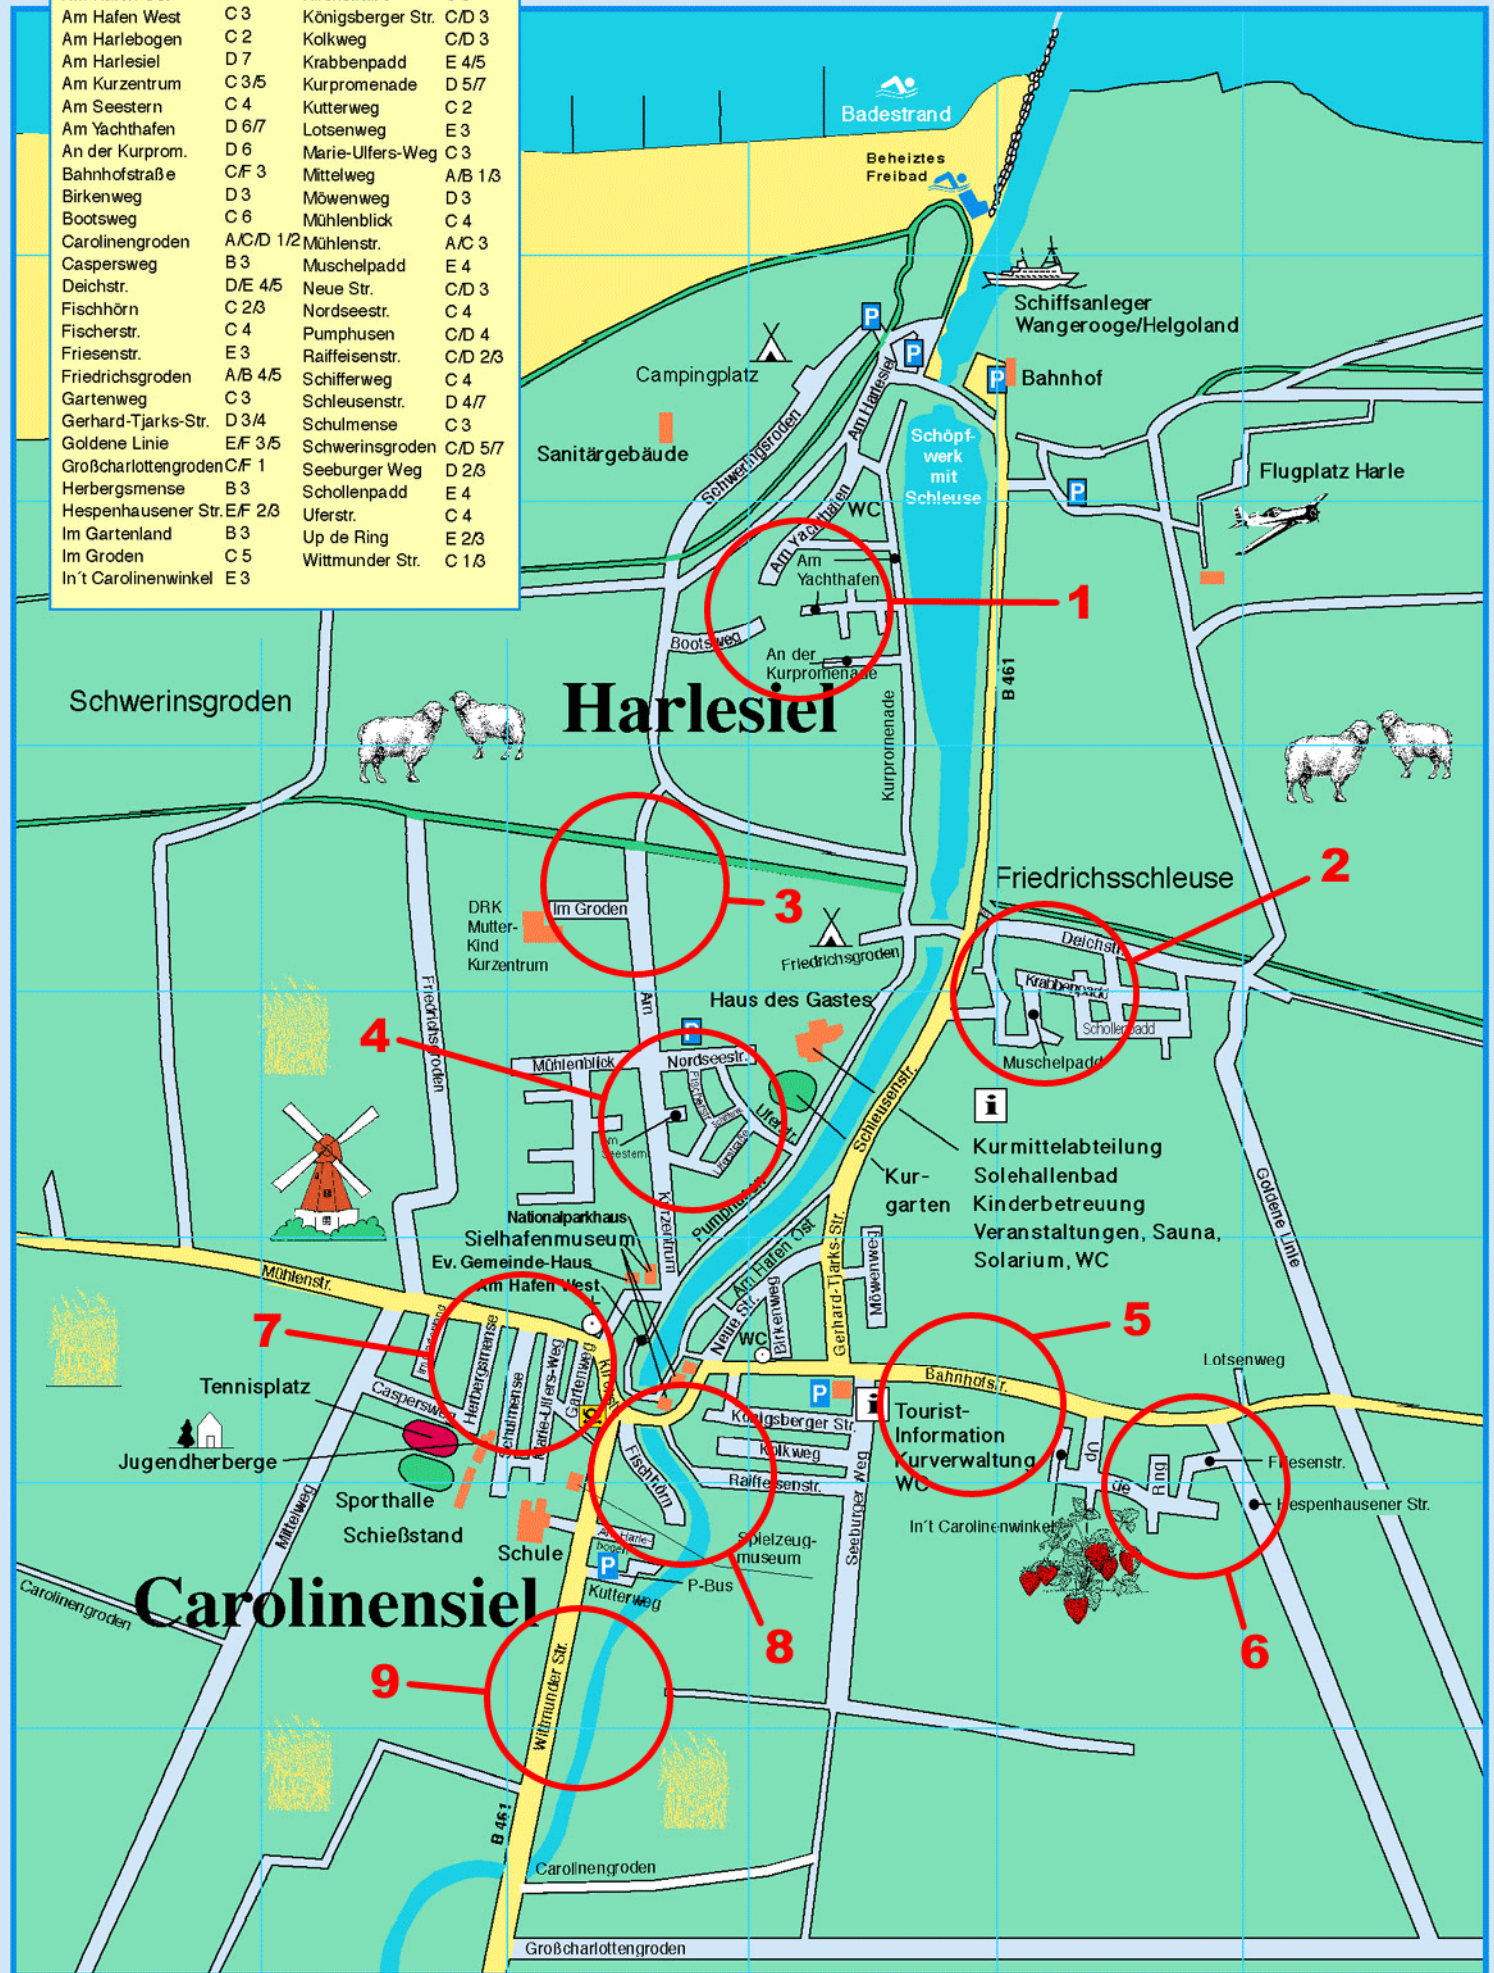 Am Hafen West C 3
Am Harlebogen C 2
Am Harlesiel D 7
Am Kurzentrum C 3/5
Am Seestern C 4
Am Yachthafen D 6/7
An der Kurprom. D 6
Bahnhofstraße C/F 3
Birkenweg D 3
Bootsweg C 6
Carolinengroden A/C/D 1/2
Caspersweg B 3
Deichstr. D/E 4/5
Fischhörn C 2/3
Fischerstr. C 4
Friesenstr. E 3
Friedrichsgroden A/B 4/5
Gartenweg C 3
Gerhard-Tjarks-Str. D 3/4
Goldene Linie E/F 3/5
Großcharlottengroden C/F 1
Herbergsmense B 3
Hespenhausener Str. E/F 2/3
Im Gartenland B 3
Im Groden C 5
In't Carolinenwinkel E 3
Königsberger Str. C/D 3
Kolkweg C/D 3
Krabbenpadd E 4/5
Kurpromenade D 5/7
Kutterweg C 2
Lotsenweg E 3
Marie-Ulfers-Weg C 3
Mittelweg A/B 1/3
Möwenweg D 3
Mühlenblick C 4
Mühlenstr. A/C 3
Muschelpadd E 4
Neue Str. C/D 3
Nordseestr. C 4
Pumphusen C/D 4
Raiffeisenstr. C/D 2/3
Schifferweg C 4
Schleusenstr. D 4/7
Schulmense C 3
Schwerinsgroden C/D 5/7
Seeburger Weg D 2/3
Schollenpadd E 4
Uferstr. C 4
Up de Ring E 2/3
Wittmunder Str. C 1/3
Badestrand
Beheiztes
Freibad
Schiffsanleger
Wangerooge/Helgoland
P
P
P
Bahnhof
Campingplatz
Sanitärgebäude
Schweringsroden
Am Harlesiel
Schöpf-
werk
mit
Schleuse
Flugplatz Harle
P
WC
Am Yachthafen
Am
Yachthafen
1
Bootsweg
An der
Kurpromenade
Harlesiel
Schwerinsgroden
B 461
Kurpromenade
Friedrichsschleuse
2
3
DRK
Mutter-
Kind
Kurzentrum
Im Groden
Friedrichsgroden
Deichstr.
Krabbenpadd
Schollenpadd
Muschelpadd
Friedrichsgroden
Am
Kurzentrum
Haus des Gastes
4
P
Mühlenblick
Nordseestr.
Fischerstr.
Uferstr.
Seestern
Uferstraße
Schleusenstr.
i
Kurmittelabteilung
Solehallenbad
Kinderbetreuung
Veranstaltungen, Sauna,
Solarium, WC
Kur-
garten
Goldene Linie
Pumphusen
Nationalparkhaus
Sielhafenmuseum
Ev. Gemeinde-Haus
Am Hafen West
Am Hafen Ost
Neue Str.
Birkenweg
Gerhard-Tjarks-Str.
Möwenweg
WC
Mühlenstr.
7
Herbergsmense
Schulmense
Marie-Ulfers-Weg
Gartenweg
Caspersweg
Tennisplatz
Jugendherberge
Sporthalle
Schießstand
Schule
Mittelweg
5
Bahnhofstr.
Lotsenweg
P
i
Tourist-
Information
Kurverwaltung
WC
Königsberger Str.
Kolkweg
Raiffeisenstr.
Seeburger Weg
Fischhörn
Up
de
Ring
Friesenstr.
Hespenhausener Str.
In't Carolinenwinkel
6
Am Harle-
bogen
Spielzeug-
museum
P
P-Bus
Kutterweg
8
Carolinensiel
Carolinengroden
9
Wittmunder Str.
B 461
Carolinengroden
Großcharlottengroden